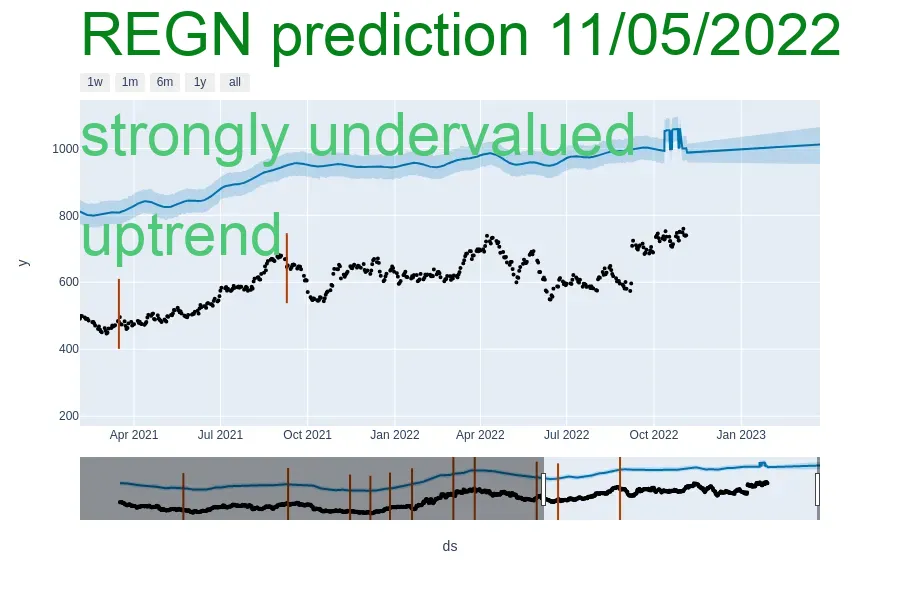 REGN prediction 11/05/2022
1w 1m 6m 1y all
strongly undervalued
uptrend
1000
800
600
400
200
y
Apr 2021 Jul 2021 Oct 2021 Jan 2022 Apr 2022 Jul 2022 Oct 2022 Jan 2023
ds